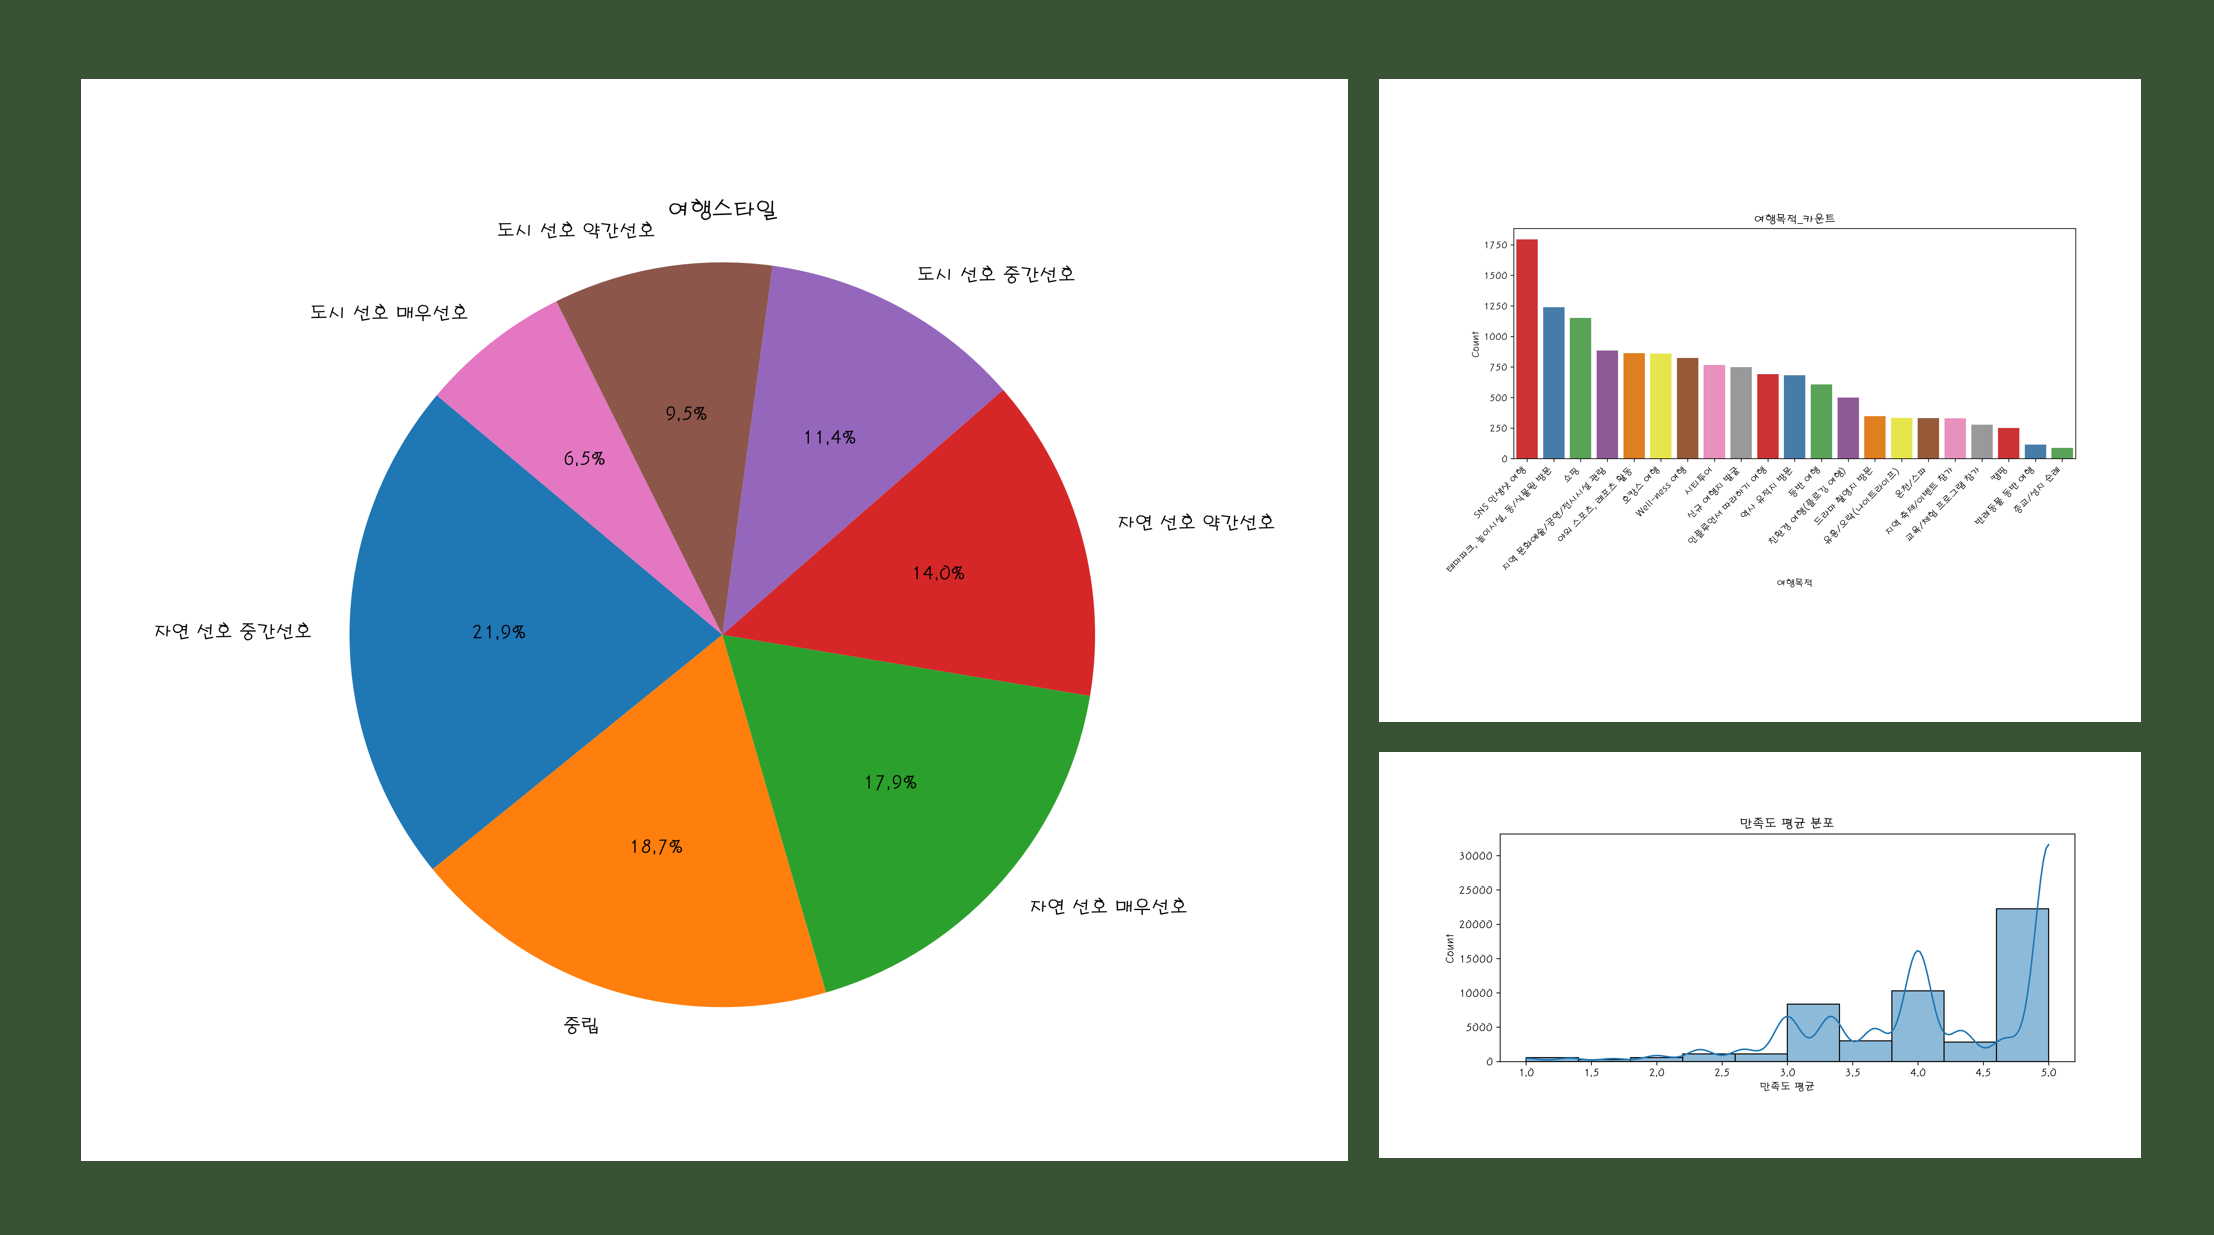 여행스타일
도시 선호 약간선호
도시 선호 중간선호
도시 선호 매우선호
9,5%
11,4%
6,5%
자연 선호 약간선호
14,0%
자연 선호 중간선호
21,9%
17,9%
18,7%
자연 선호 매우선호
중립
여행목적_카운트
1750
1500
1250
1000
750
500
250
0
Count
SNS 인생샷 여행
테마파크, 놀이시설, 동/식물원 방문
쇼핑
지역 문화예술/공연/전시시설 관람
야외 스포츠, 레포츠 활동
호캉스 여행
Well-ness 여행
시티투어
신규 여행지 발굴
인플루언서 따라하기 여행
역사 유적지 방문
등반 여행
친환경 여행(플로깅 여행)
드라마 촬영지 방문
유흥/오락(나이트라이프)
온천/스파
지역 축제/이벤트 참가
교육/체험 프로그램 참가
캠핑
반려동물 동반 여행
종교/성지 순례
여행목적
만족도 평균 분포
30000
25000
20000
15000
10000
5000
0
Count
1,0 1,5 2,0 2,5 3,0 3,5 4,0 4,5 5,0
만족도 평균